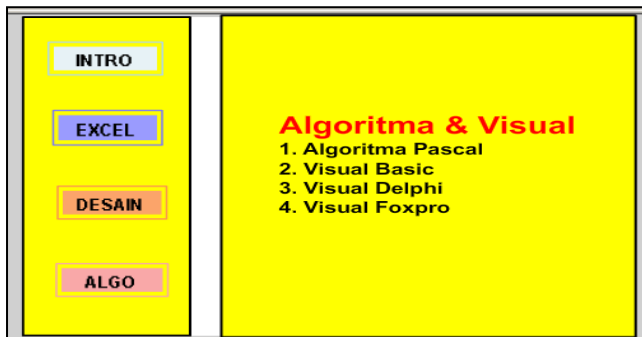 INTRO
EXCEL
DESAIN
ALGO
Algoritma & Visual
1. Algoritma Pascal
2. Visual Basic
3. Visual Delphi
4. Visual Foxpro